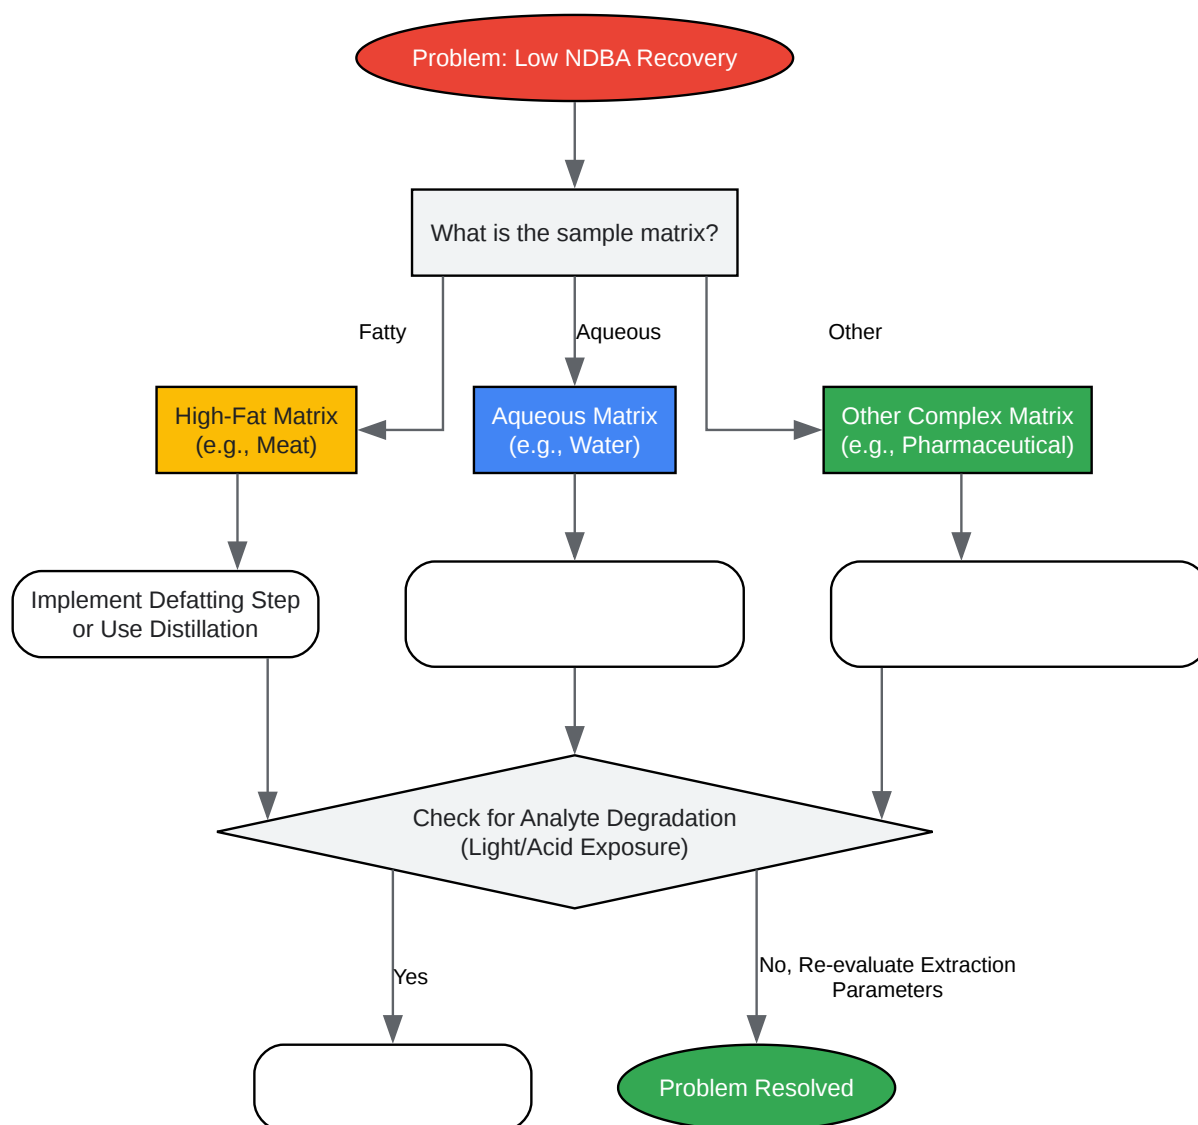 Problem: Low NDBA Recovery
What is the sample matrix?
Fatty
Aqueous
Other
High-Fat Matrix
(e.g., Meat)
Aqueous Matrix
(e.g., Water)
Other Complex Matrix
(e.g., Pharmaceutical)
Implement Defatting Step
or Use Distillation
Check for Analyte Degradation
(Light/Acid Exposure)
Yes
No, Re-evaluate Extraction
Parameters
Problem Resolved